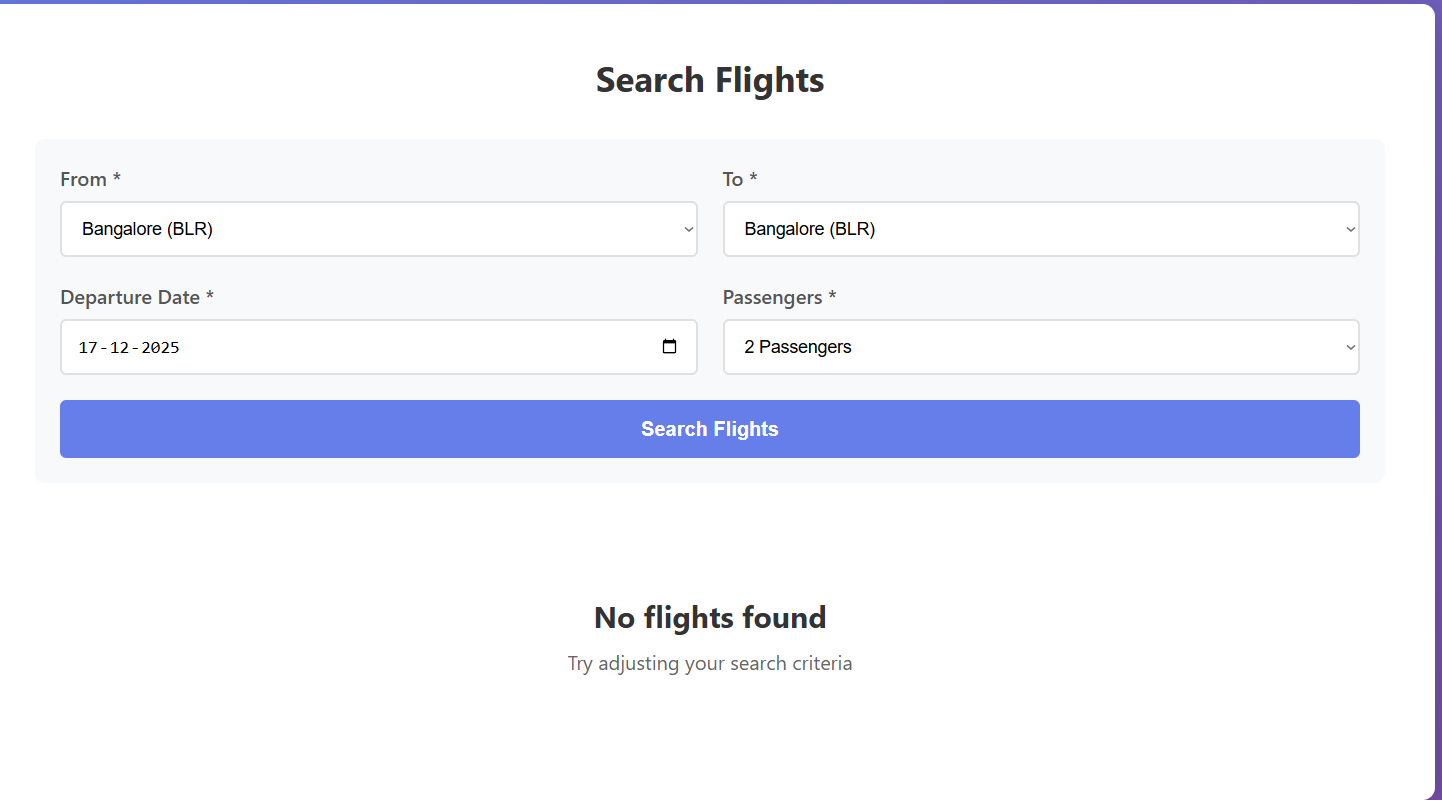 Search Flights
From *
To *
Bangalore (BLR)
Bangalore (BLR)
Departure Date *
Passengers *
17-12-2025
2 Passengers
Search Flights
No flights found
Try adjusting your search criteria